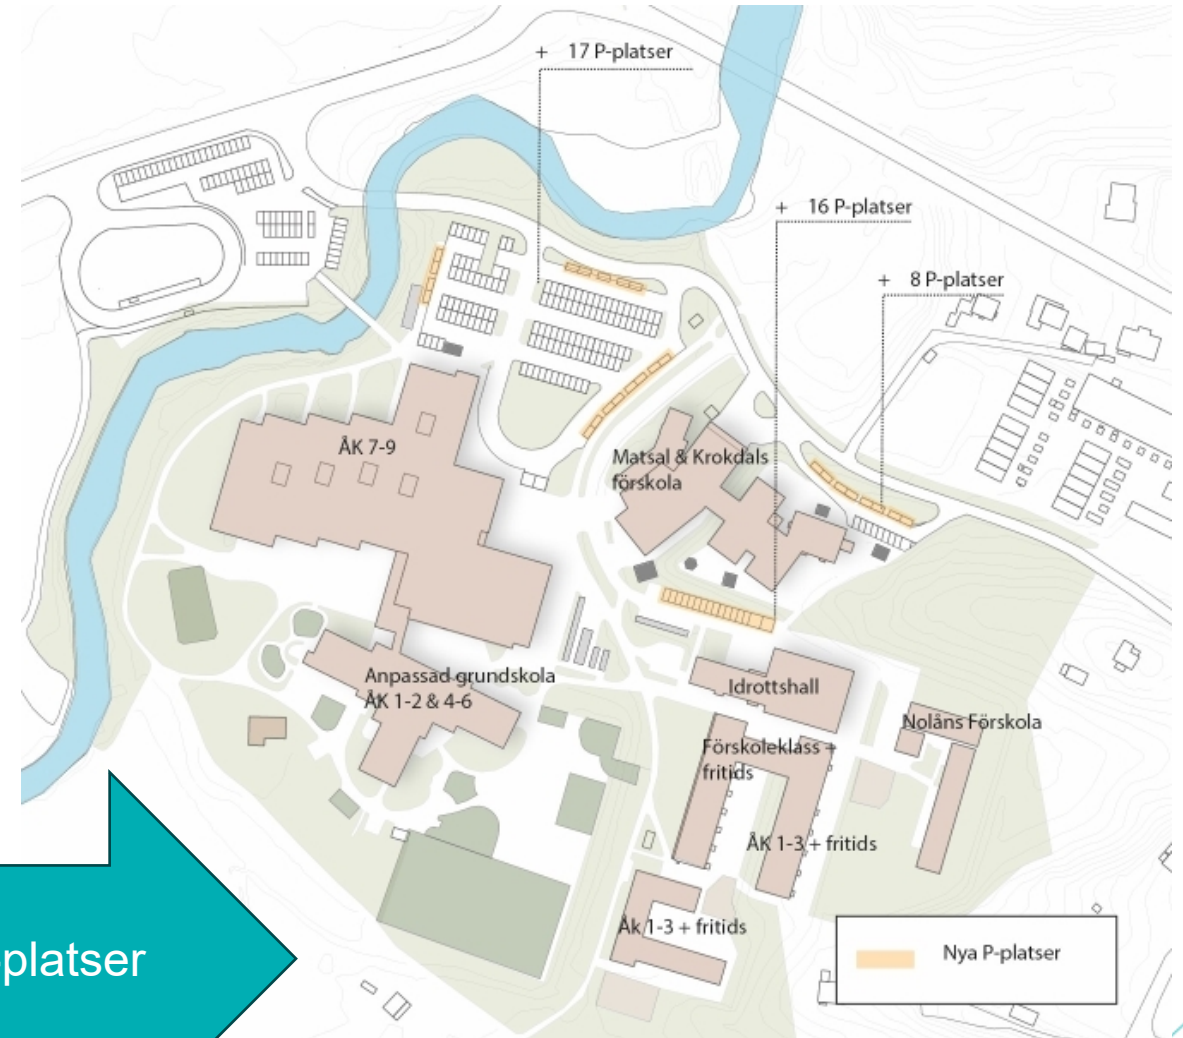 + 17 P-platser
+ 16 P-platser
+ 8 P-platser
ÅK 7-9
Matsal & Krokdals
förskola
Anpassad grundskola
ÅK 1-2 & 4-6
Idrottshall
Nolåns Förskola
Förskoleklass +
fritids
ÅK 1-3 + fritids
Åk 1-3 + fritids
Nya P-platser
platser